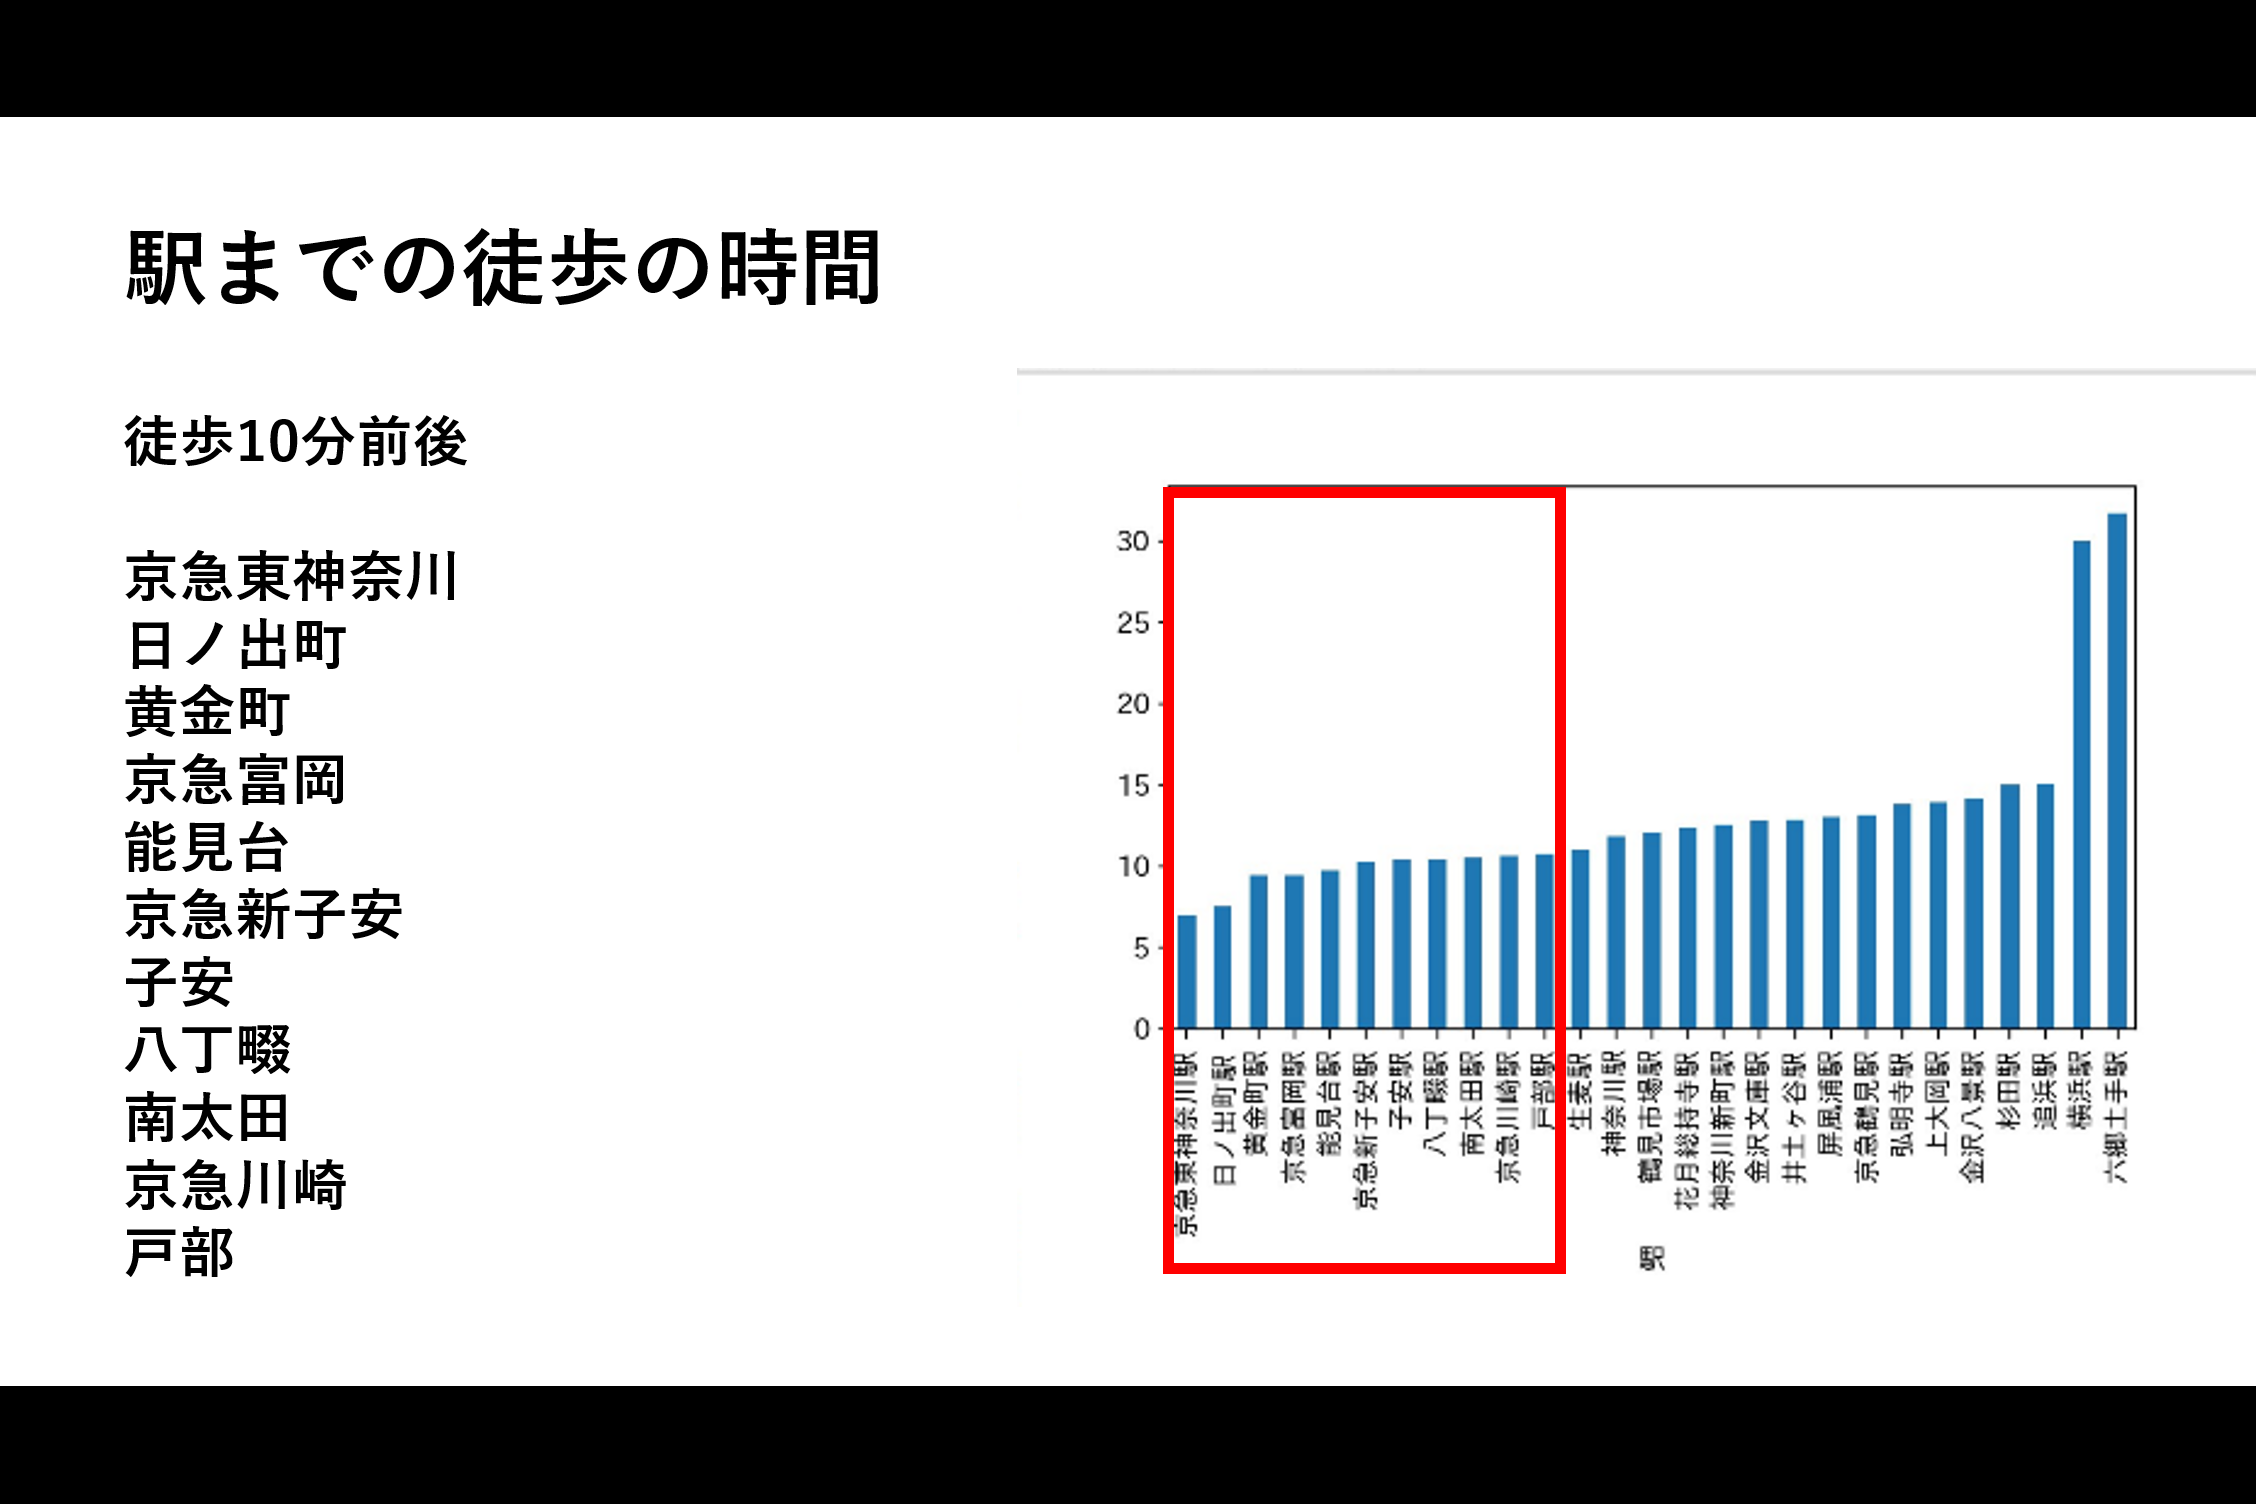 駅までの徒歩の時間
徒歩10分前後
京急東神奈川
日ノ出町
黄金町
京急富岡
能見台
京急新子安
子安
八丁畷
南太田
京急川崎
戸部
30
25
20
15
10
5
0
京急東神奈川駅
日ノ出町駅
黄金町駅
京急富岡駅
能見台駅
京急新子安駅
子安駅
八丁畷駅
南太田駅
京急川崎駅
戸部駅
生麦駅
神奈川駅
鶴見市場駅
花月総持寺駅
神奈川新町駅
金沢文庫駅
井土ヶ谷駅
屏風浦駅
京急鶴見駅
弘明寺駅
上大岡駅
金沢八景駅
杉田駅
追浜駅
横浜駅
六郷土手駅
駅名